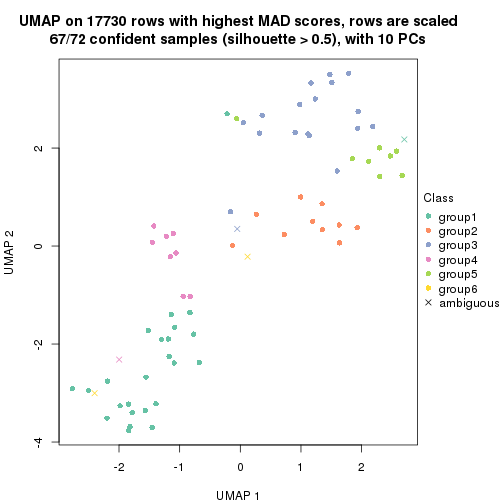 UMAP on 17730 rows with highest MAD scores, rows are scaled
67/72 confident samples (silhouette > 0.5), with 10 PCs
UMAP 2
2
0
-2
-4
-2
-1
0
1
2
UMAP 1
Class
group1
group2
group3
group4
group5
group6
ambiguous